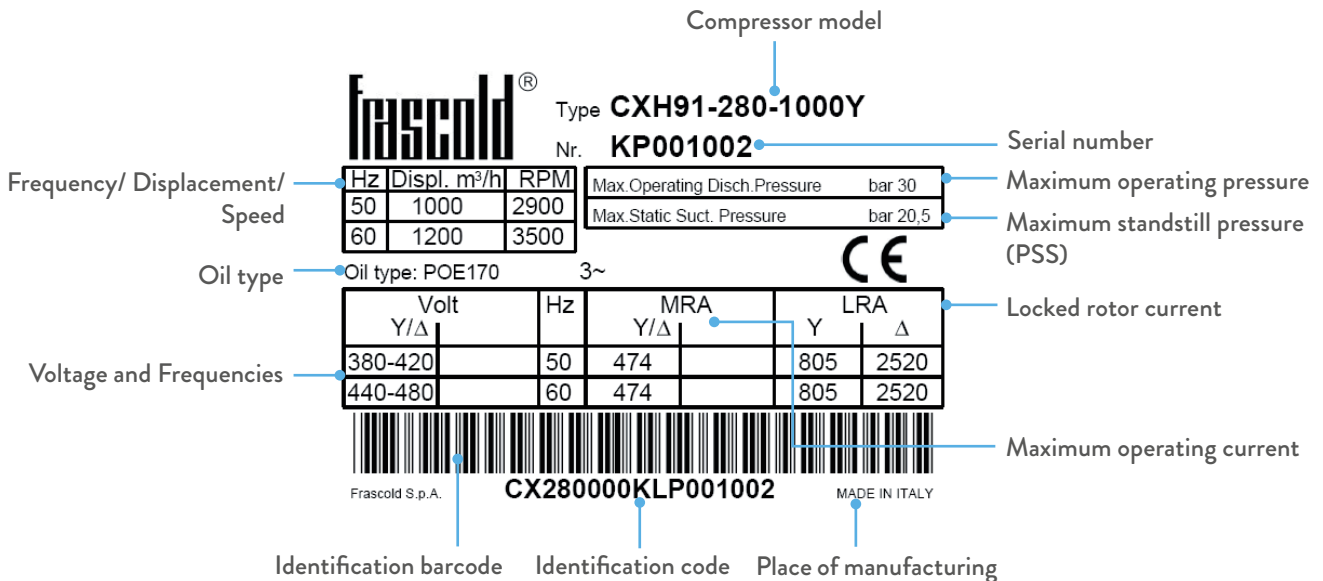 Compressor model
frascold®
Type CXH91-280-1000Y
Nr. KP001002
Serial number
Frequency/ Displacement/
Speed
Hz Displ. m³/h RPM
50 1000 2900
60 1200 3500
Max.Operating Disch.Pressure bar 30
Max.Static Suct. Pressure bar 20,5
Maximum operating pressure
Maximum standstill pressure
(PSS)
CE
Oil type
Oil type: POE170 3~
Volt Hz MRA LRA
Y/Δ Y/Δ Y Δ
380-420 50 474 805 2520
440-480 60 474 805 2520
Locked rotor current
Voltage and Frequencies
Maximum operating current
Frascold S.p.A. CX280000KLP001002 MADE IN ITALY
Identification barcode Identification code Place of manufacturing